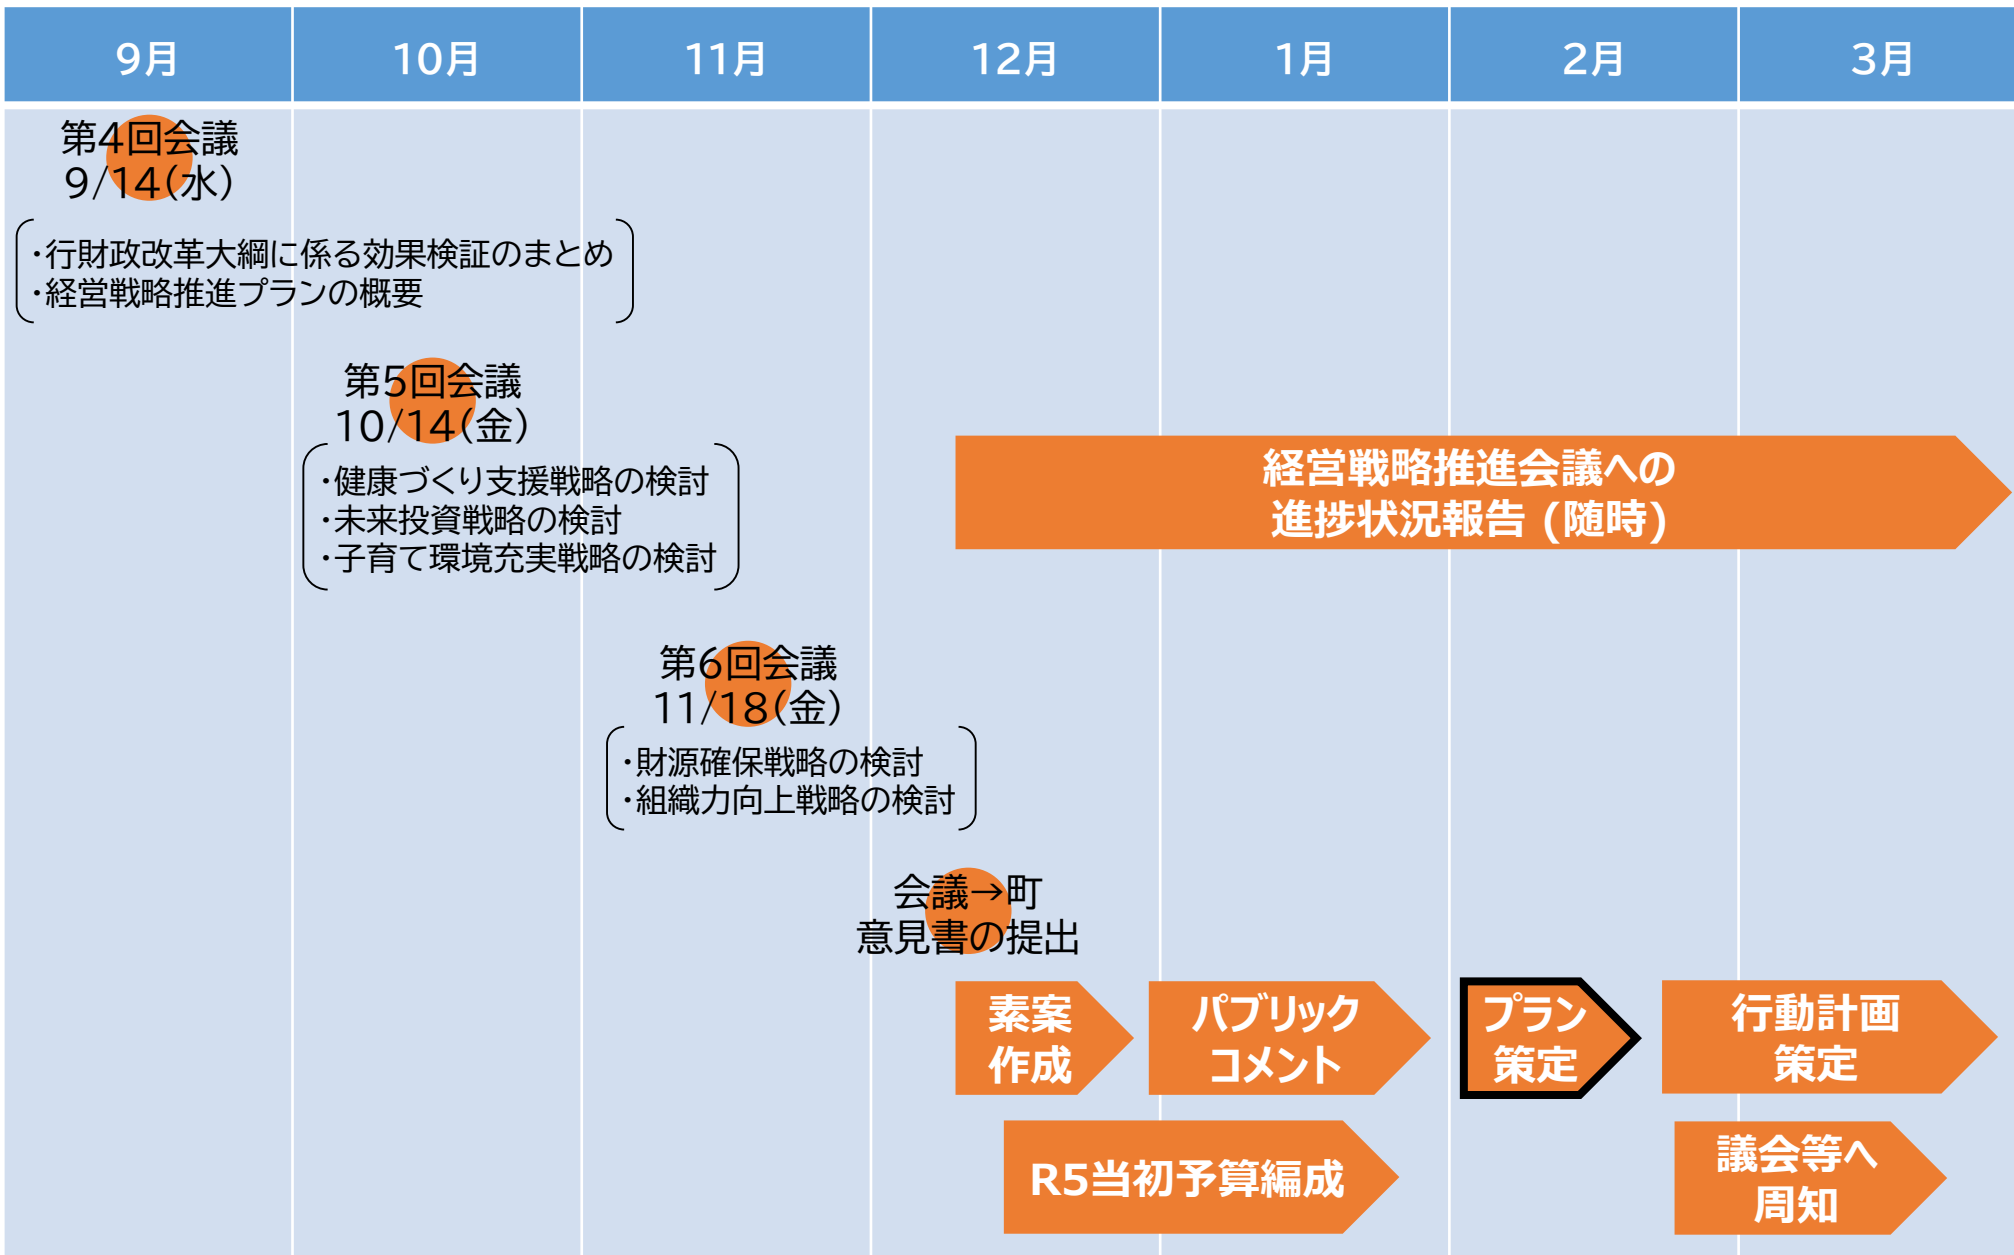 9月
10月
11月
12月
1月
2月
3月
第4回会議
9/14(水)
・行財政改革大綱に係る効果検証のまとめ
・経営戦略推進プランの概要
第5回会議
10/14(金)
・健康づくり支援戦略の検討
・未来投資戦略の検討
・子育て環境充実戦略の検討
経営戦略推進会議への
進捗状況報告 (随時)
第6回会議
11/18(金)
・財源確保戦略の検討
・組織力向上戦略の検討
会議→町
意見書の提出
素案
作成
パブリック
コメント
プラン
策定
行動計画
策定
R5当初予算編成
議会等へ
周知